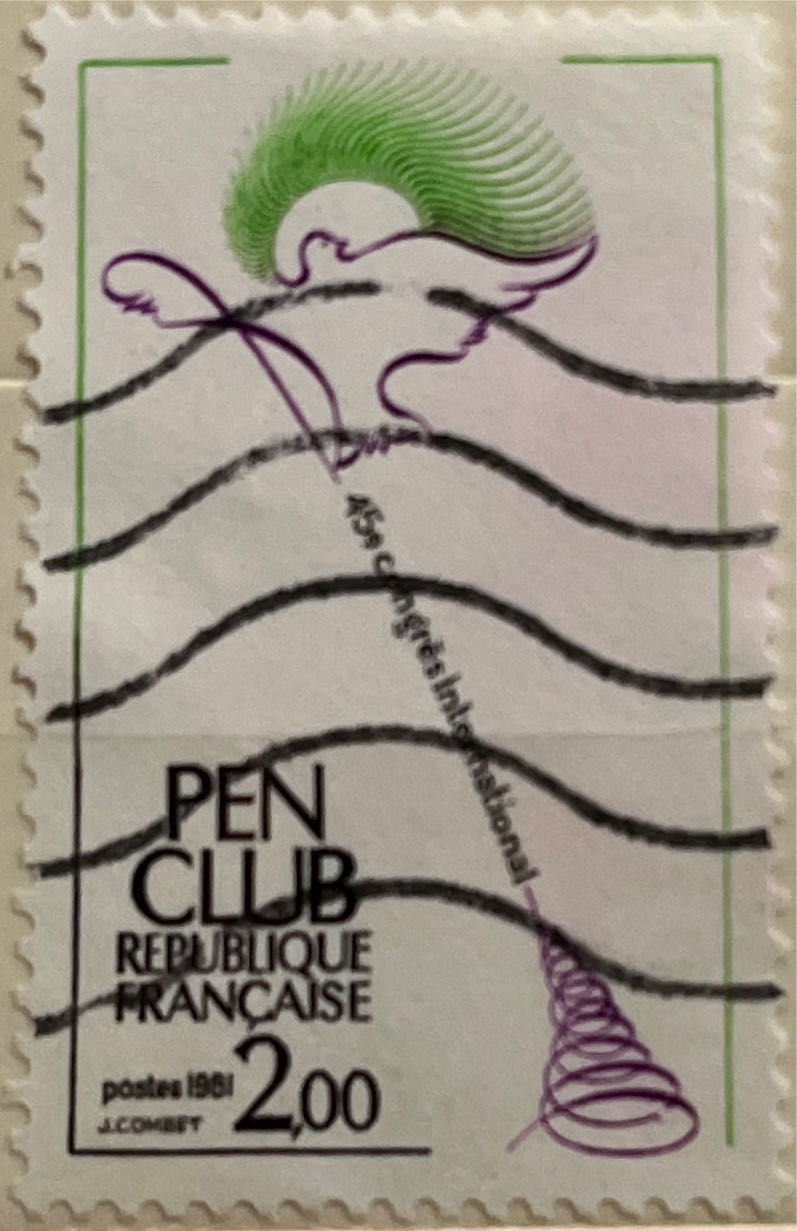 45e congrès international
PEN
CLUB
REPUBLIQUE
FRANÇAISE
postes 1981
2,00
J.COMBET